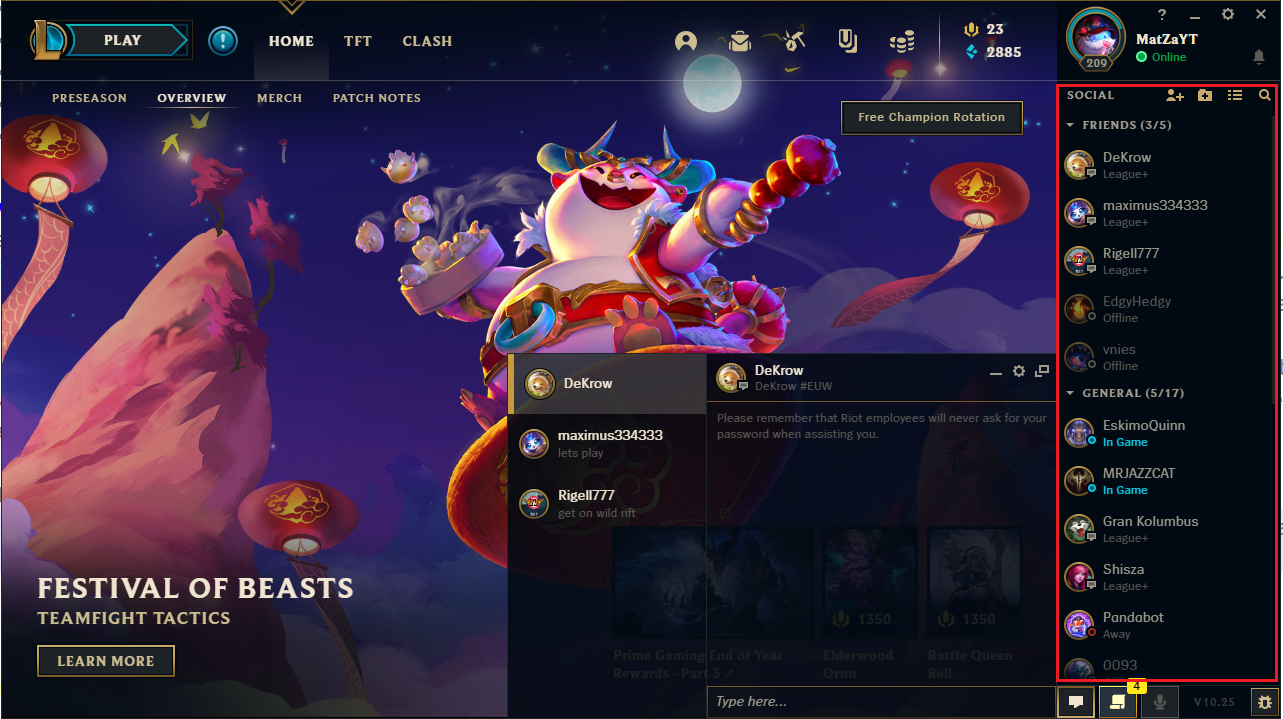 PLAY
HOME
TFT
CLASH
23
2885
209
?
MatZaYT
Online
PRESEASON
OVERVIEW
MERCH
PATCH NOTES
Free Champion Rotation
SOCIAL
FRIENDS (3/5)
DeKrow
League+
maximus334333
League+
Rigell777
League+
EdgyHedgy
Offline
vnies
Offline
GENERAL (5/17)
EskimoQuinn
In Game
MRJAZZCAT
In Game
Gran Kolumbus
League+
Shisza
League+
Pandabot
Away
0093
DeKrow
maximus334333
lets play
Rigell777
get on wild rift
DeKrow
DeKrow #EUW
Please remember that Riot employees will never ask for your
password when assisting you.
1350
1350
Prime Gaming End of Year
Rewards - Part 3
Elderwood
Ornn
Battle Queen
Rell
FESTIVAL OF BEASTS
TEAMFIGHT TACTICS
LEARN MORE
Type here...
4
V10.25